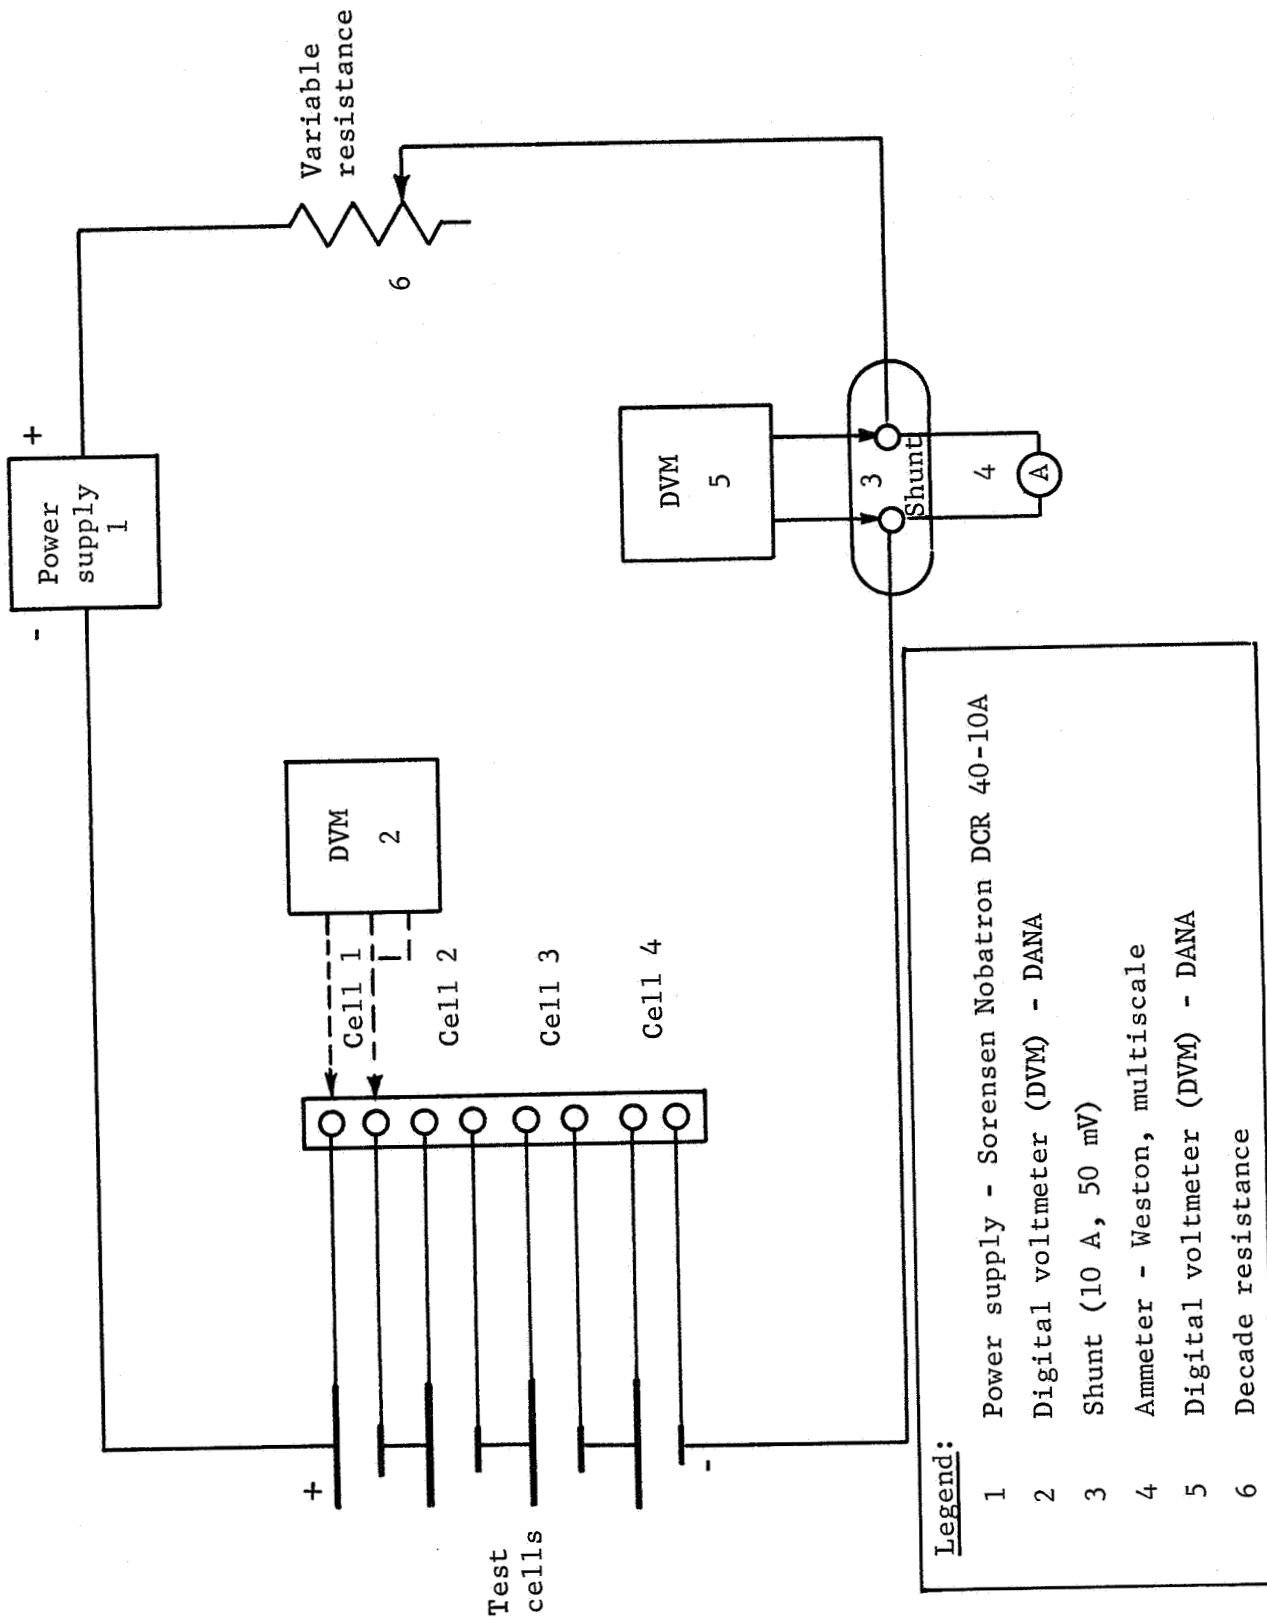 - +
Power
supply
1
Variable
resistance
6
DVM
2
Cell 1
Cell 2
Cell 3
Cell 4
+
Test
cells
-
DVM
5
3
Shunt
4
A
Legend:
1 Power supply - Sorensen Nobatron DCR 40-10A
2 Digital voltmeter (DVM) - DANA
3 Shunt (10 A, 50 mV)
4 Ammeter - Weston, multiscale
5 Digital voltmeter (DVM) - DANA
6 Decade resistance